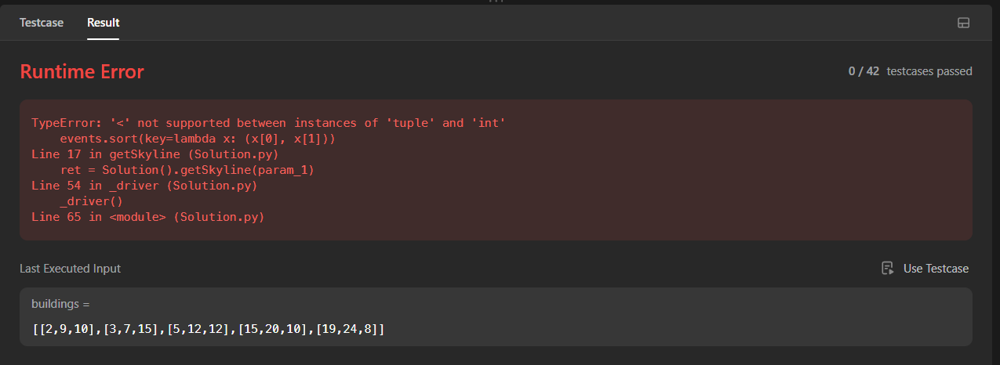 Testcase Result
Runtime Error 0 / 42 testcases passed
TypeError: '<' not supported between instances of 'tuple' and 'int'
    events.sort(key=lambda x: (x[0], x[1]))
Line 17 in getSkyline (Solution.py)
    ret = Solution().getSkyline(param_1)
Line 54 in _driver (Solution.py)
    _driver()
Line 65 in <module> (Solution.py)
Last Executed Input Use Testcase
buildings =
[[2,9,10],[3,7,15],[5,12,12],[15,20,10],[19,24,8]]